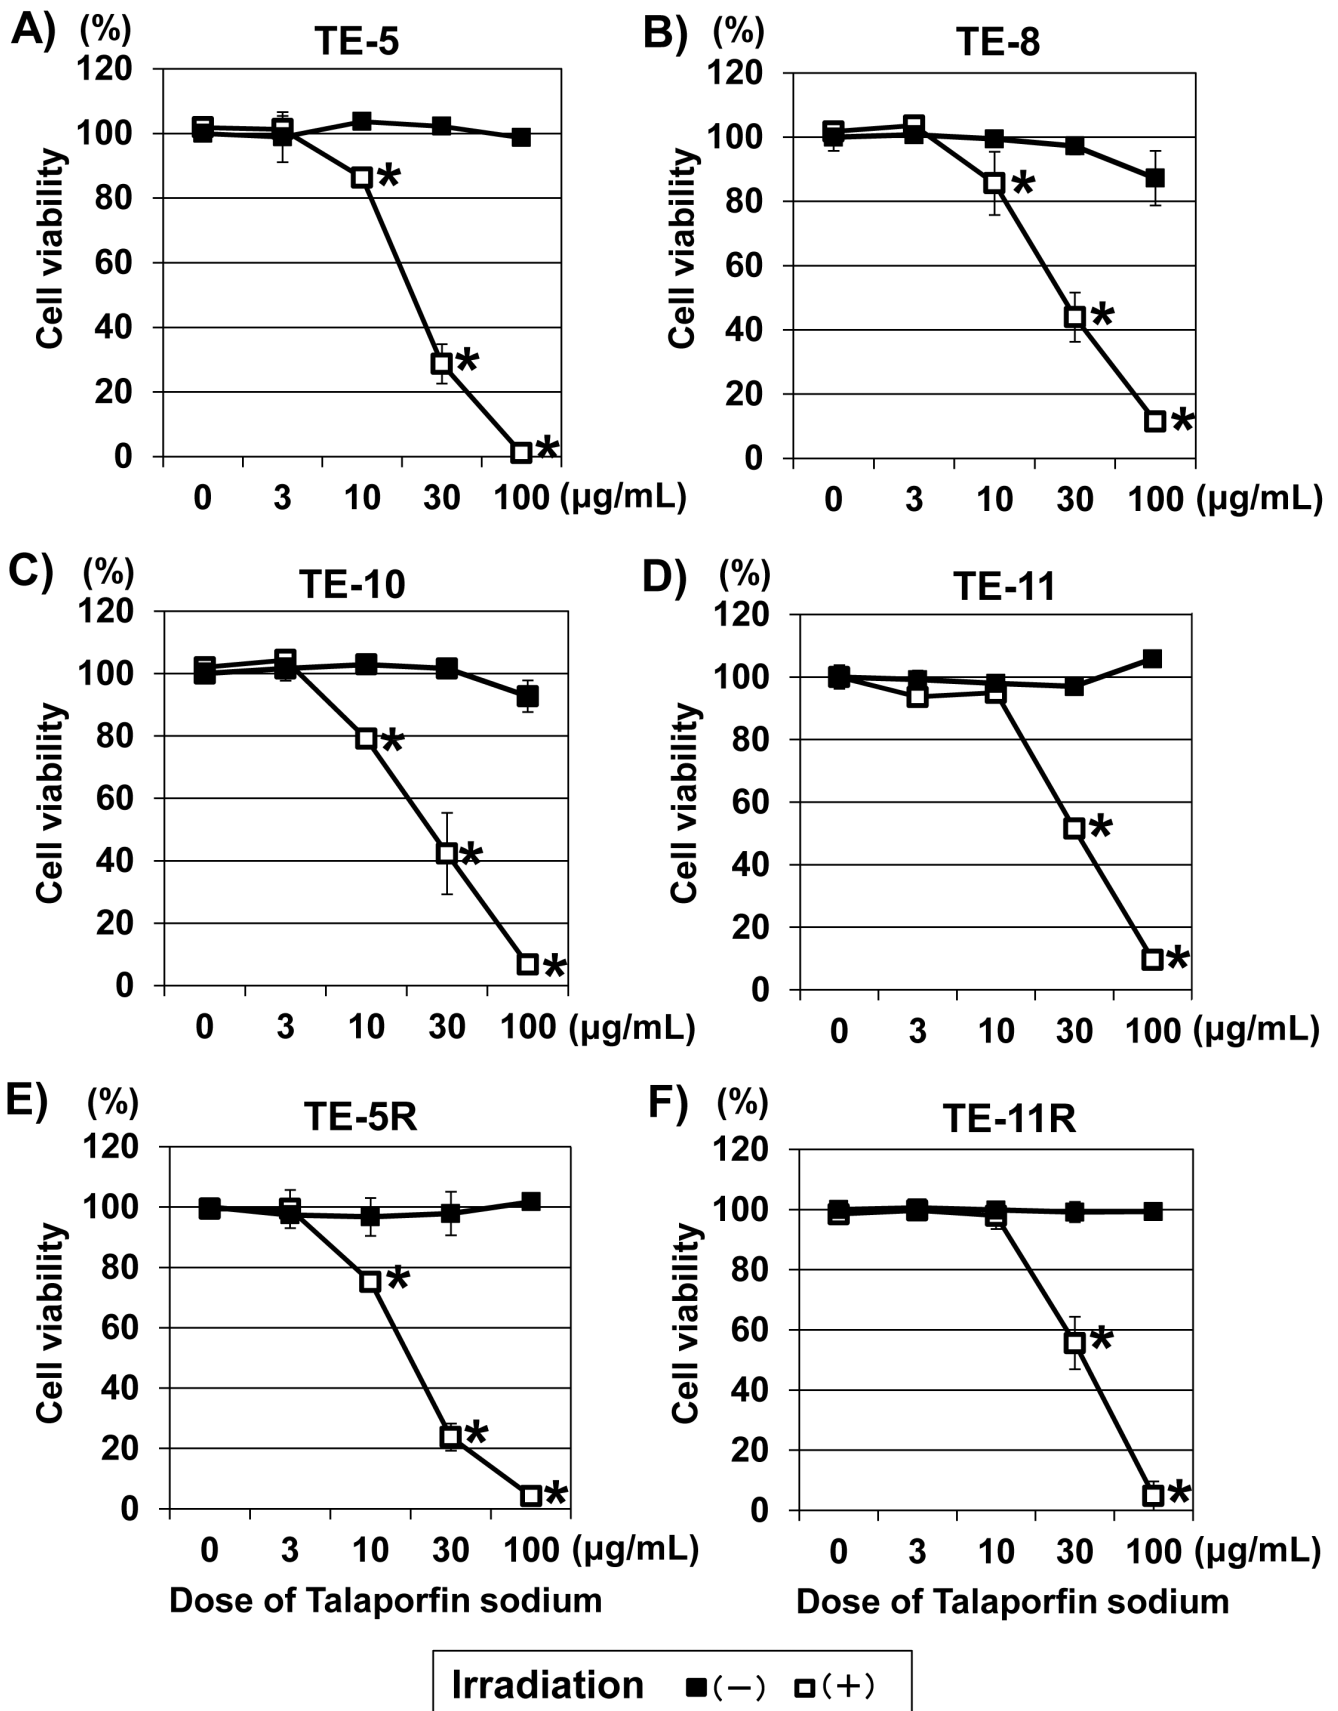 A) (%) TE-5
120
100
80
60
40
20
0
Cell viability
0 3 10 30 100 (µg/mL)
*
*
*
B) (%) TE-8
120
100
80
60
40
20
0
Cell viability
0 3 10 30 100 (µg/mL)
*
*
*
C) (%) TE-10
120
100
80
60
40
20
0
Cell viability
0 3 10 30 100 (µg/mL)
*
*
*
D) (%) TE-11
120
100
80
60
40
20
0
Cell viability
0 3 10 30 100 (µg/mL)
*
*
E) (%) TE-5R
120
100
80
60
40
20
0
Cell viability
0 3 10 30 100 (µg/mL)
*
*
*
Dose of Talaporfin sodium
F) (%) TE-11R
120
100
80
60
40
20
0
Cell viability
0 3 10 30 100 (µg/mL)
*
*
Dose of Talaporfin sodium
Irradiation ■(−) □(+)